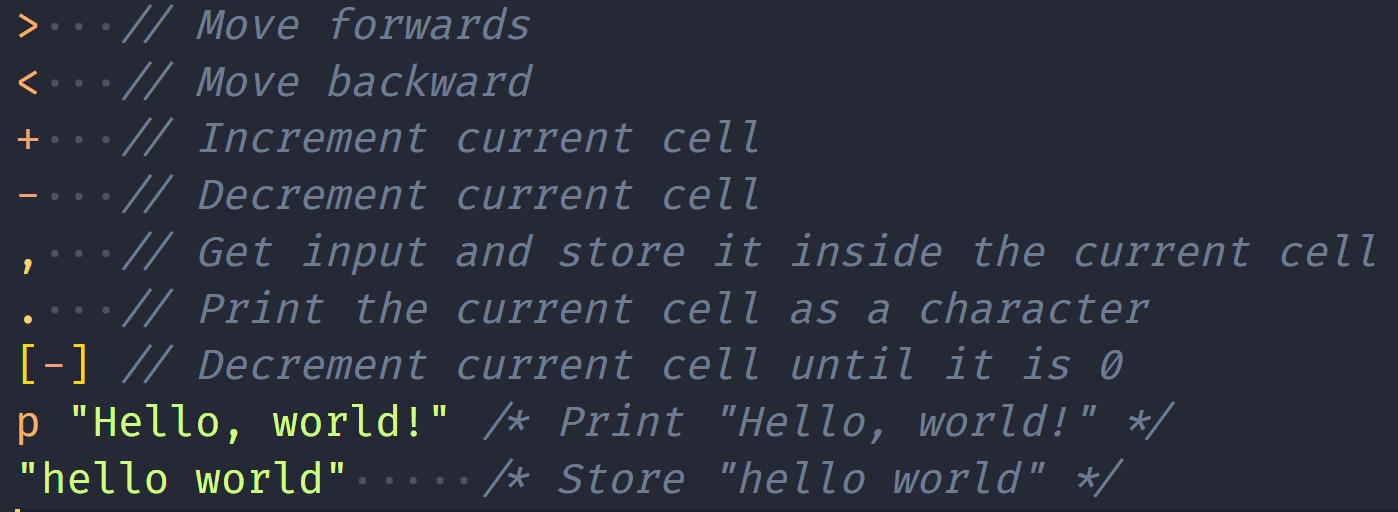 >   // Move forwards
<   // Move backward
+   // Increment current cell
-   // Decrement current cell
,   // Get input and store it inside the current cell
.   // Print the current cell as a character
[-] // Decrement current cell until it is 0
p "Hello, world!" /* Print "Hello, world!" */
"hello world"     /* Store "hello world" */